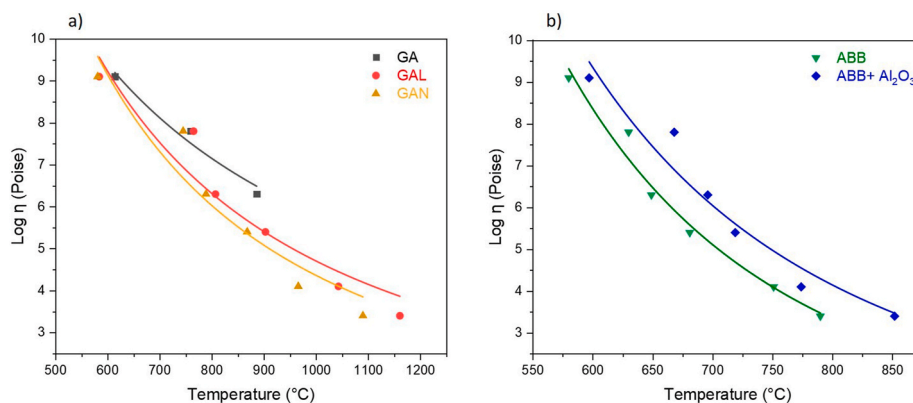 a)
GA
GAL
GAN
10
9
8
7
6
5
4
3
Log η (Poise)
500 600 700 800 900 1000 1100 1200
Temperature (°C)
b)
ABB
ABB+ Al₂O₃
10
9
8
7
6
5
4
3
Log η (Poise)
550 600 650 700 750 800 850
Temperature (°C)